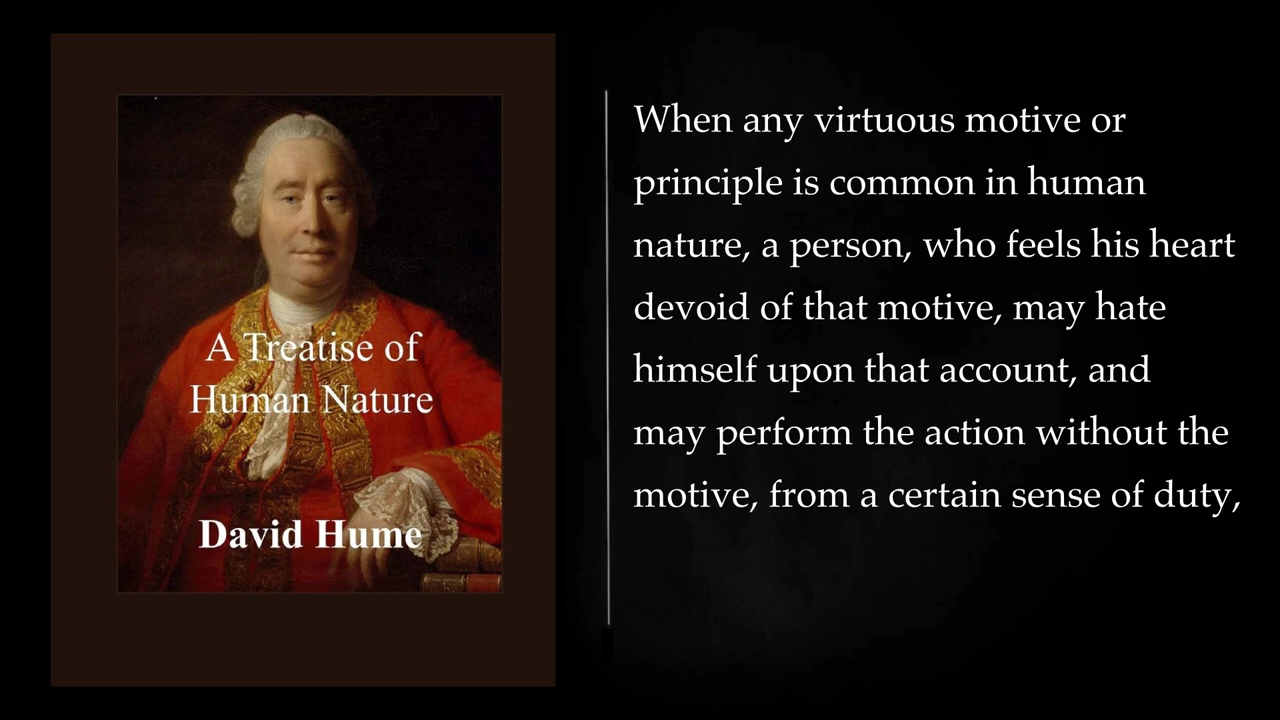 A Treatise of
Human Nature
David Hume
When any virtuous motive or
principle is common in human
nature, a person, who feels his heart
devoid of that motive, may hate
himself upon that account, and
may perform the action without the
motive, from a certain sense of duty,